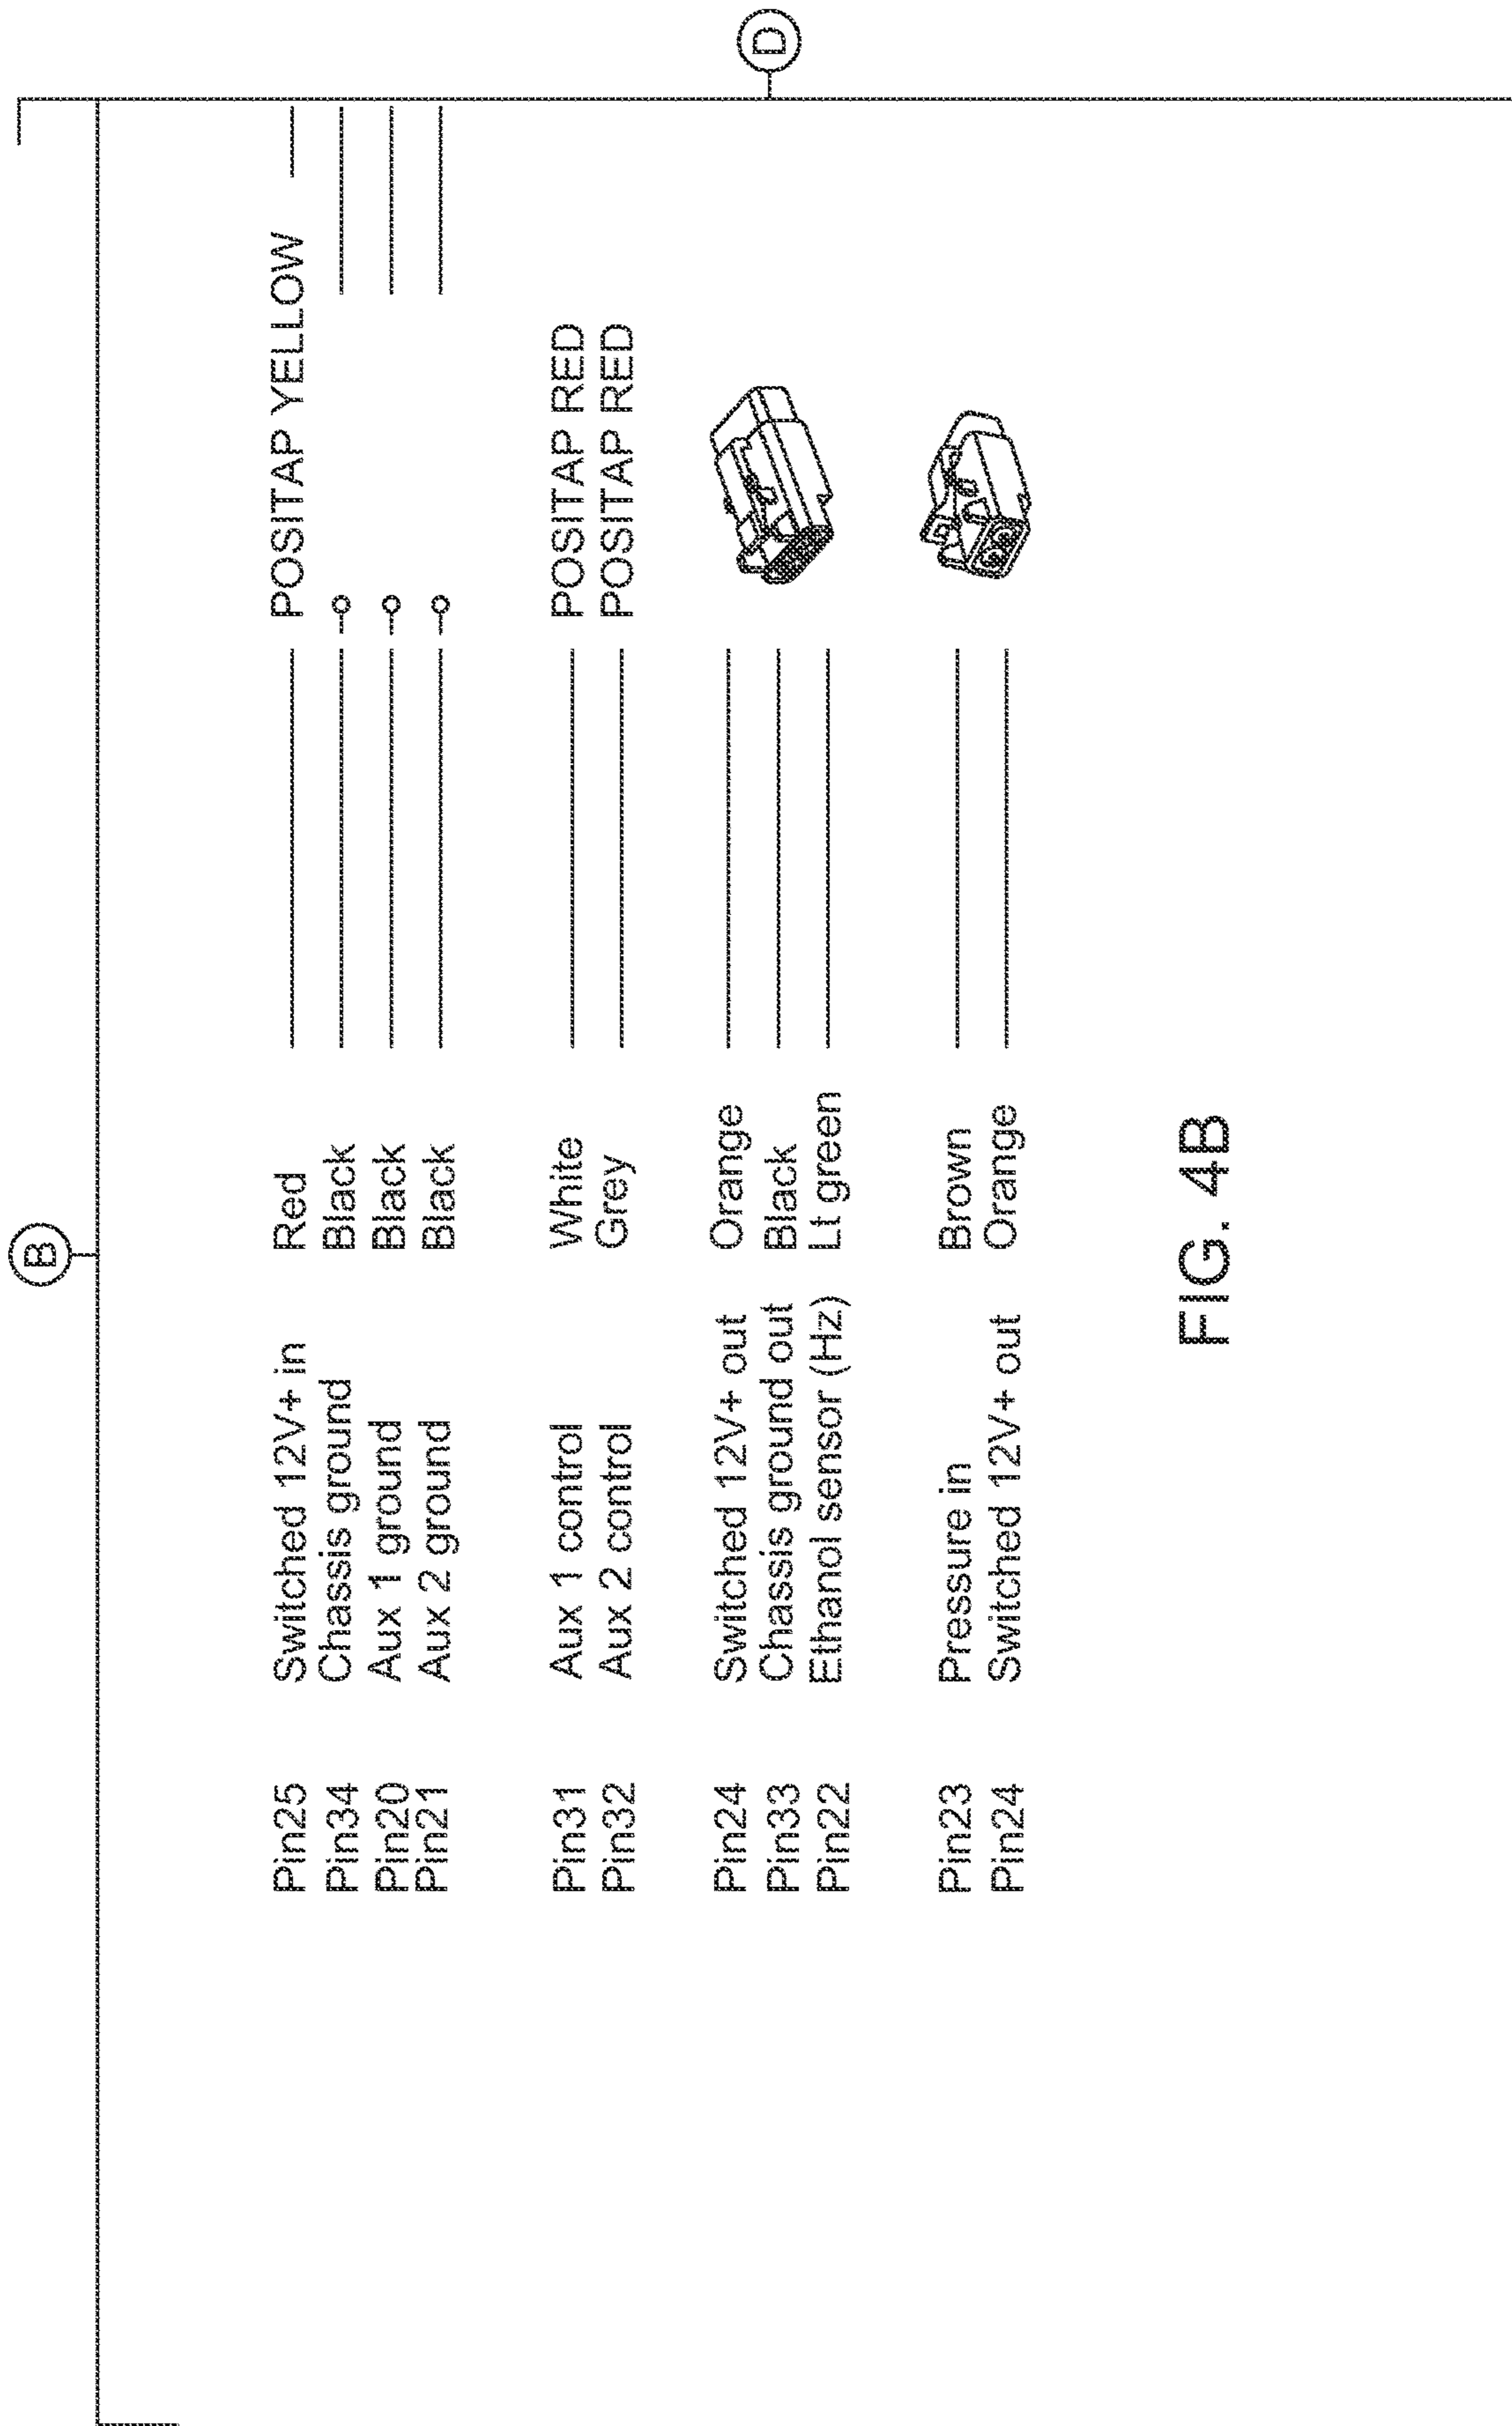 B
Pin25 Switched 12V+ in Red POSITAP YELLOW
Pin34 Chassis ground Black
Pin20 Aux 1 ground Black
Pin21 Aux 2 ground Black
Pin31 Aux 1 control White POSITAP RED
Pin32 Aux 2 control Grey POSITAP RED
Pin24 Switched 12V+ out Orange
Pin33 Chassis ground out Black
Pin22 Ethanol sensor (Hz) Lt green
Pin23 Pressure in Brown
Pin24 Switched 12V+ out Orange
D
FIG. 4B